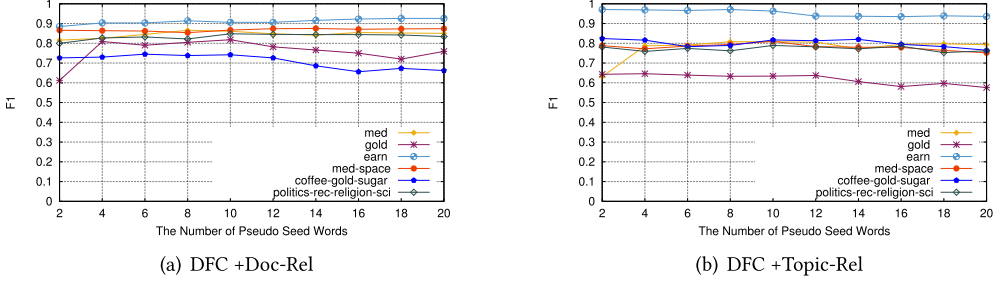 1
0.9
0.8
0.7
0.6
0.5
0.4
0.3
0.2
0.1
0
F1
med
gold
earn
med-space
coffee-gold-sugar
politics-rec-religion-sci
2 4 6 8 10 12 14 16 18 20
The Number of Pseudo Seed Words
(a) DFC +Doc-Rel
1
0.9
0.8
0.7
0.6
0.5
0.4
0.3
0.2
0.1
0
F1
med
gold
earn
med-space
coffee-gold-sugar
politics-rec-religion-sci
2 4 6 8 10 12 14 16 18 20
The Number of Pseudo Seed Words
(b) DFC +Topic-Rel